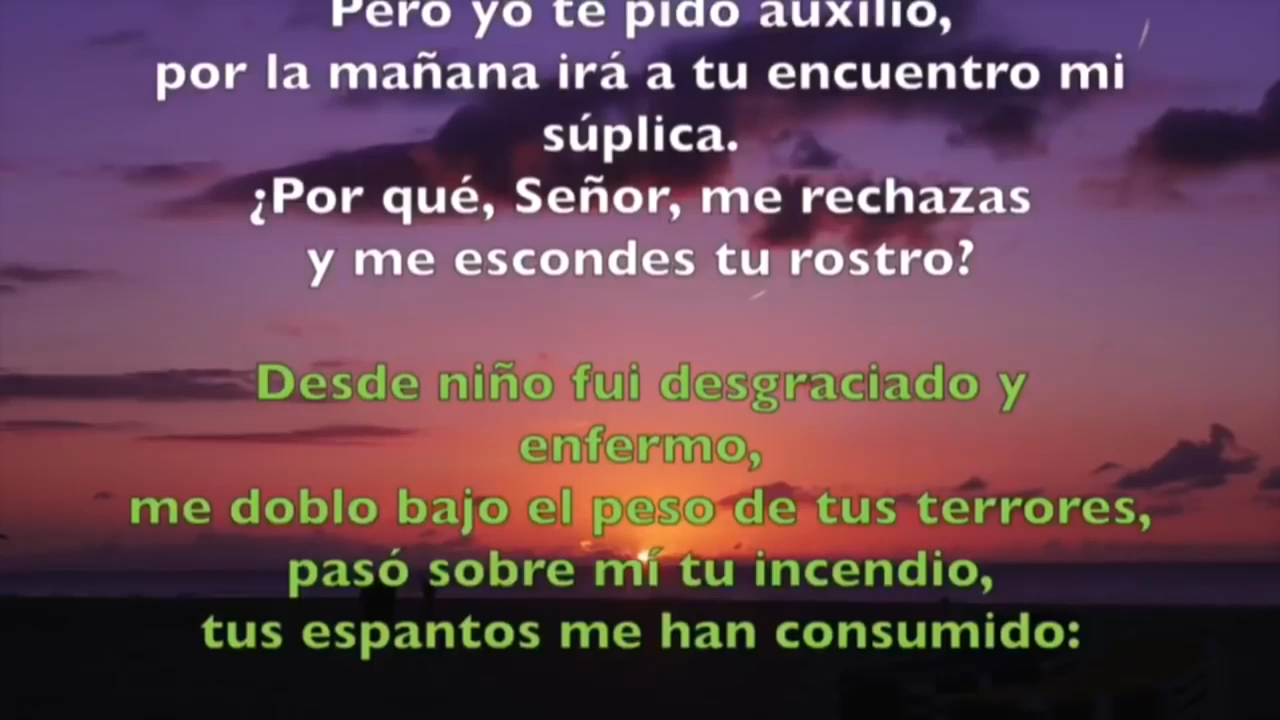 Pero yo te pido auxilio,
por la mañana irá a tu encuentro mi
súplica.
¿Por qué, Señor, me rechazas
y me escondes tu rostro?
Desde niño fui desgraciado y
enfermo,
me doblo bajo el peso de tus terrores,
pasó sobre mí tu incendio,
tus espantos me han consumido: